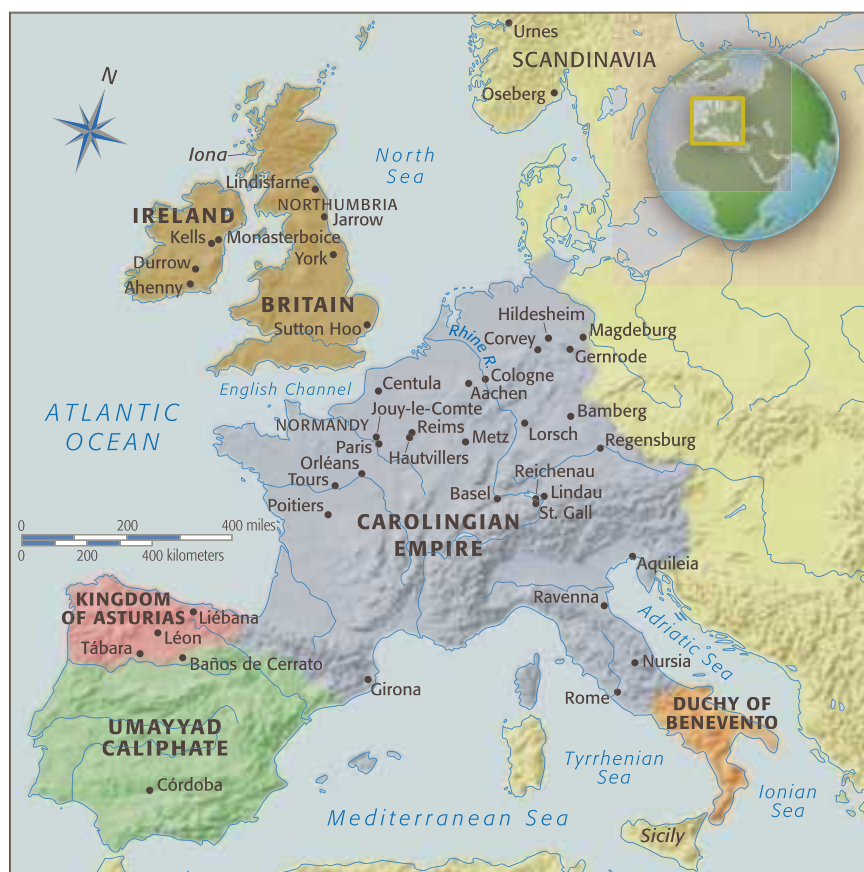 Urnes
SCANDINAVIA
Oseberg
N
Iona
North
Sea
Lindisfarne
NORTHUMBRIA
IRELAND
Jarrow
Kells
Monasterboice
York
Durrow
Ahenny
BRITAIN
Sutton Hoo
Hildesheim
Rhine R.
Corvey
Magdeburg
Gernrode
English Channel
Centula
Cologne
Aachen
ATLANTIC
OCEAN
Jouy-le-Comte
NORMANDY
Reims
Bamberg
Paris
Metz
Lorsch
Regensburg
Hautvillers
Orléans
Tours
Reichenau
Basel
Lindau
Poitiers
St. Gall
CAROLINGIAN
EMPIRE
0 200 400 miles
0 200 400 kilometers
Aquileia
KINGDOM
OF ASTURIAS
Ravenna
Liébana
Léon
Adriatic Sea
Tábara
Baños de Cerrato
Nursia
Girona
Rome
DUCHY OF
BENEVENTO
UMAYYAD
CALIPHATE
Tyrrhenian
Sea
Córdoba
Ionian
Sea
Mediterranean Sea
Sicily